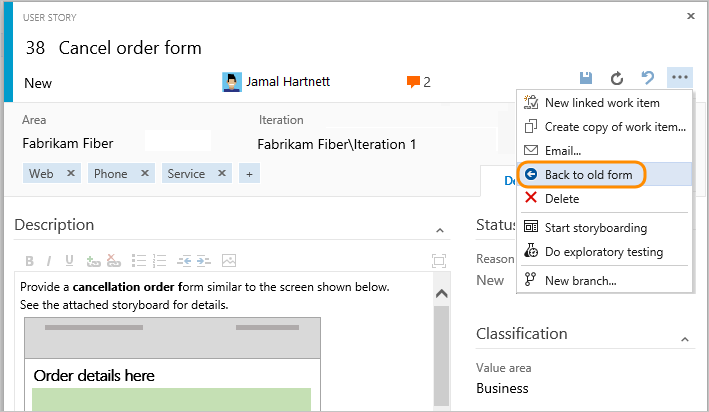 USER STORY
38 Cancel order form
New
Jamal Hartnett
2
Area
Fabrikam Fiber
Iteration
Fabrikam Fiber\Iteration 1
Web
Phone
Service
+
De
New linked work item
Create copy of work item...
Email...
Back to old form
Delete
Start storyboarding
Do exploratory testing
New branch...
Description
B I U
Provide a cancellation order form similar to the screen shown below.
See the attached storyboard for details.
Order details here
Status
Reason
New
Classification
Value area
Business